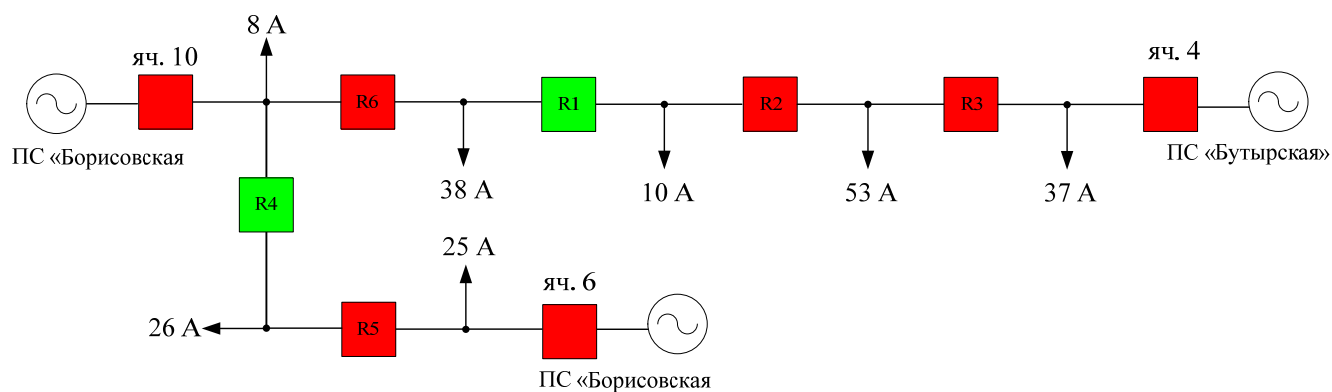 8 А
яч. 10
яч. 4
R6
R1
R2
R3
ПС «Борисовская
ПС «Бутырская»
38 А
10 А
53 А
37 А
R4
25 А
яч. 6
26 А
R5
ПС «Борисовская